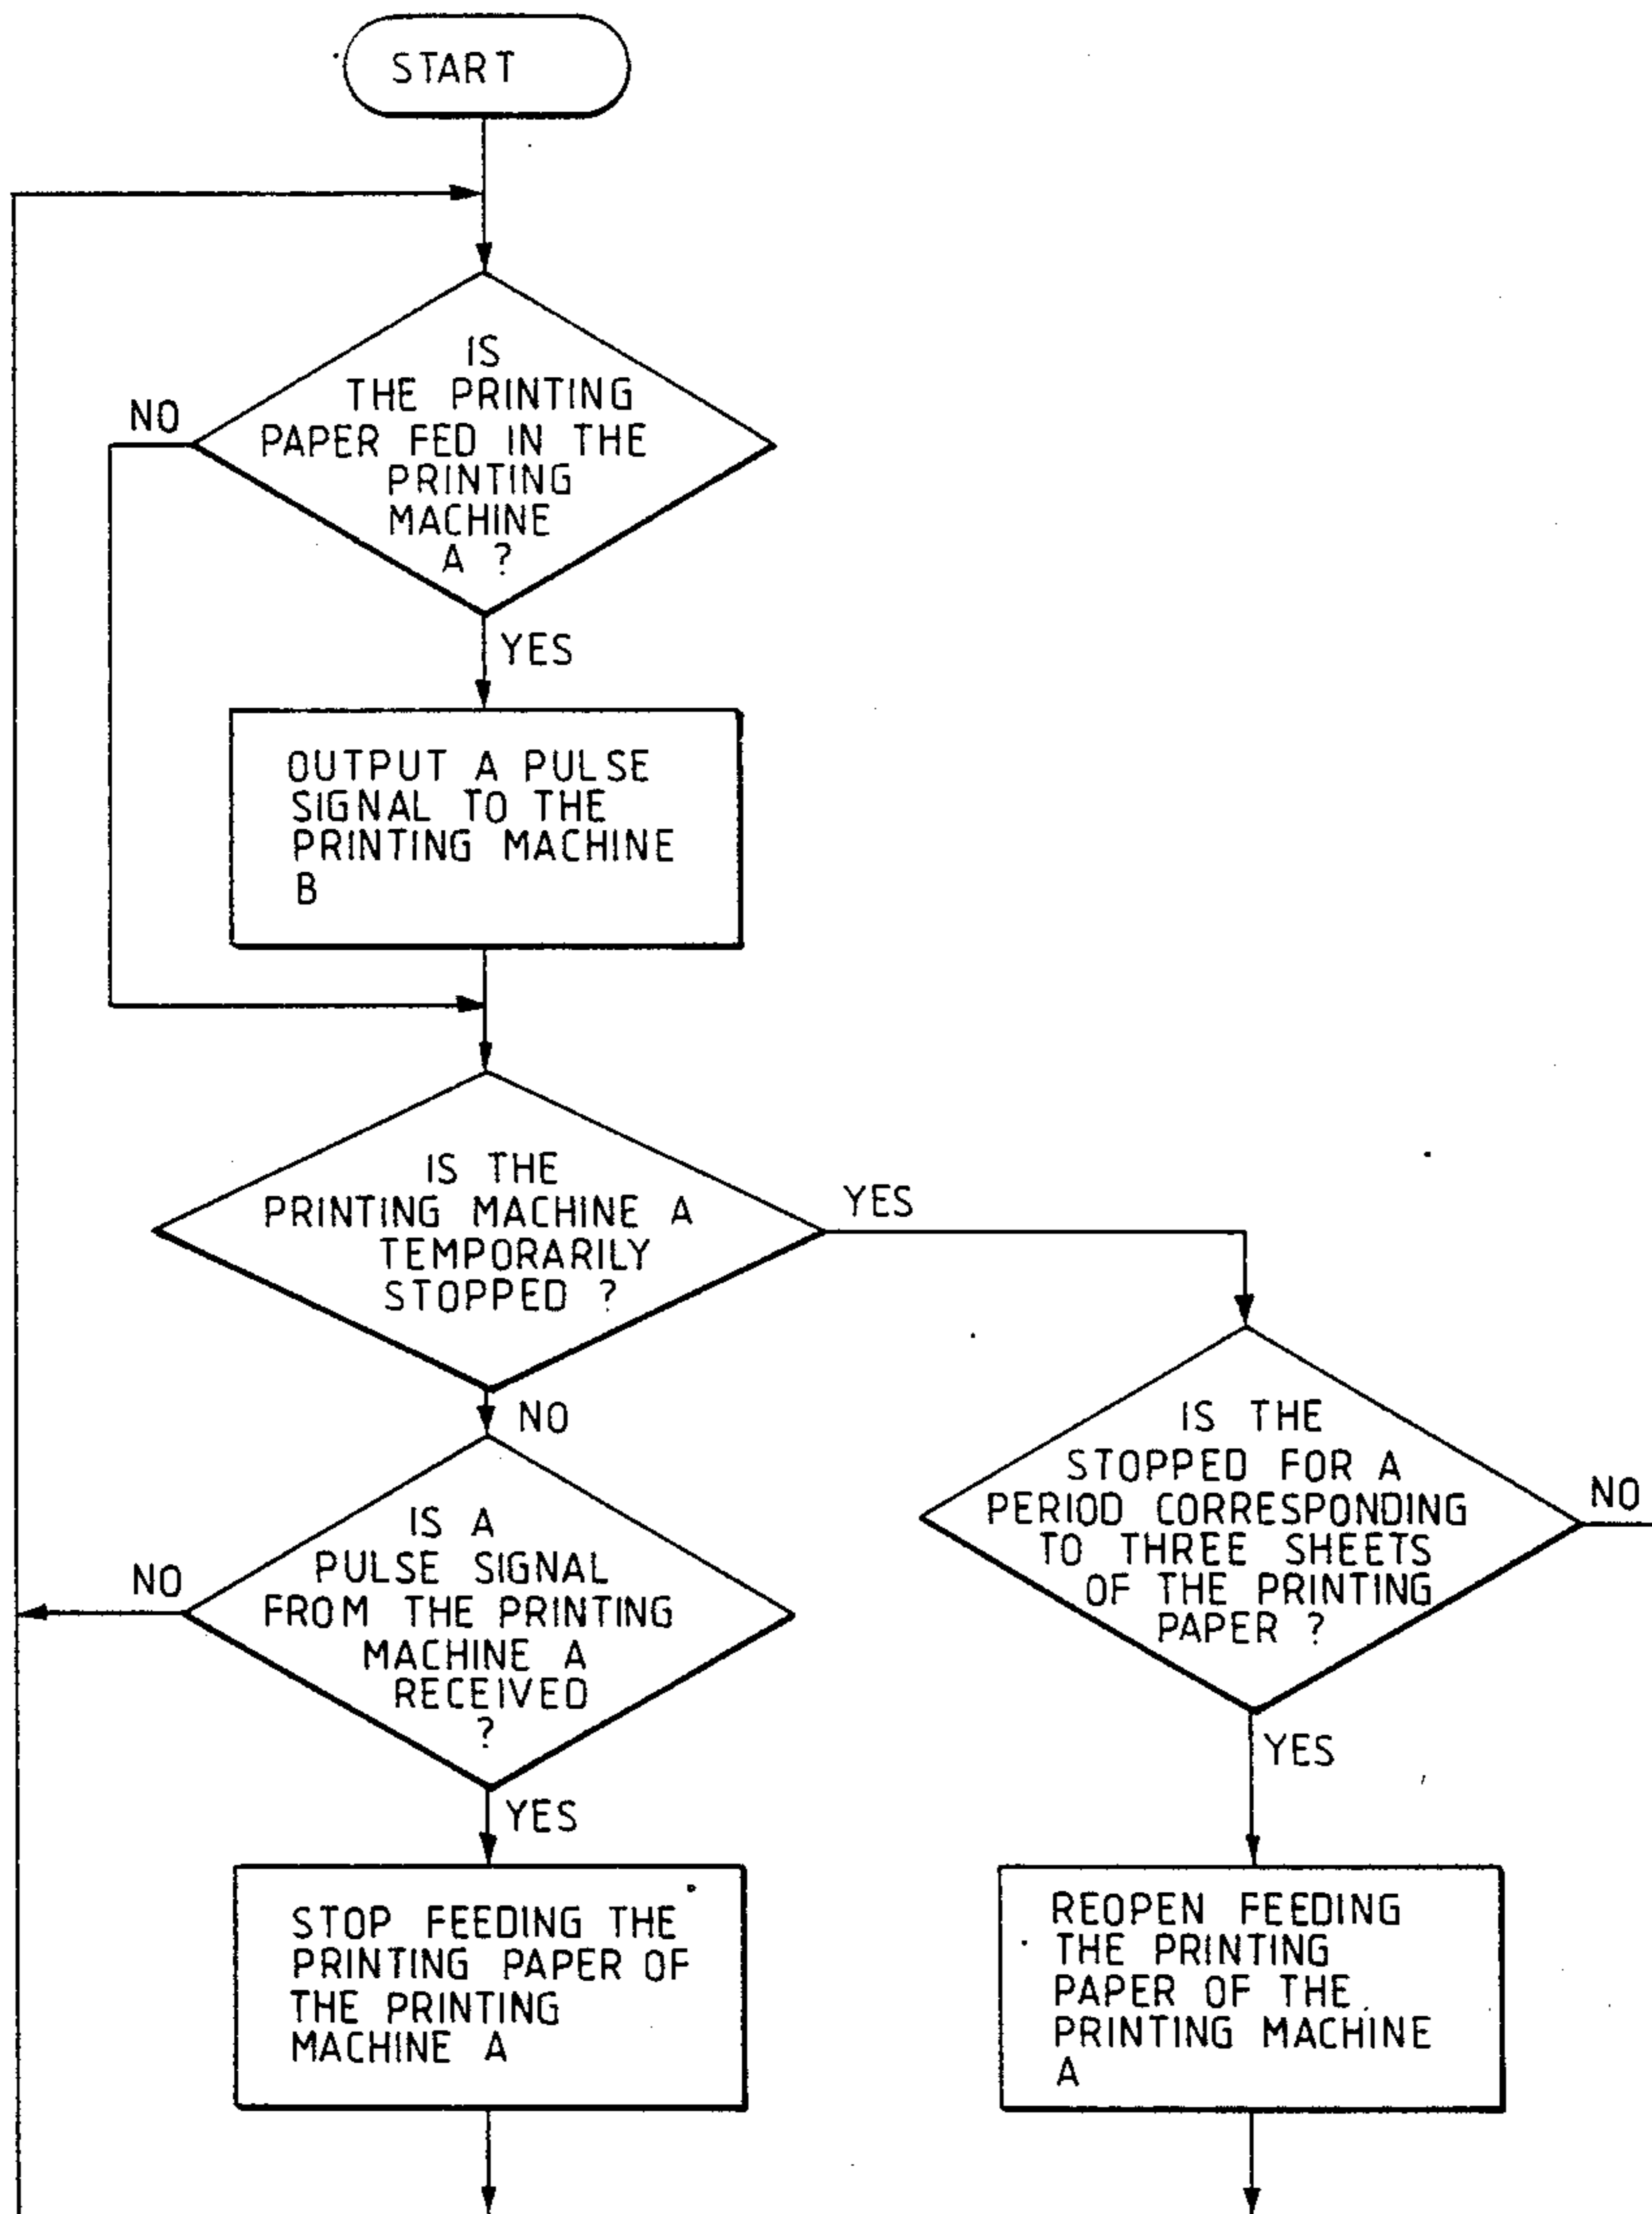 START
IS
THE PRINTING
PAPER FED IN THE
PRINTING
MACHINE
A ?
NO
YES
OUTPUT A PULSE
SIGNAL TO THE
PRINTING MACHINE
B
IS THE
PRINTING MACHINE A
TEMPORARILY
STOPPED ?
YES
NO
IS A
PULSE SIGNAL
FROM THE PRINTING
MACHINE A
RECEIVED
?
NO
YES
IS THE
STOPPED FOR A
PERIOD CORRESPONDING
TO THREE SHEETS
OF THE PRINTING
PAPER ?
NO
YES
STOP FEEDING THE
PRINTING PAPER OF
THE PRINTING
MACHINE A
REOPEN FEEDING
THE PRINTING
PAPER OF THE
PRINTING MACHINE
A